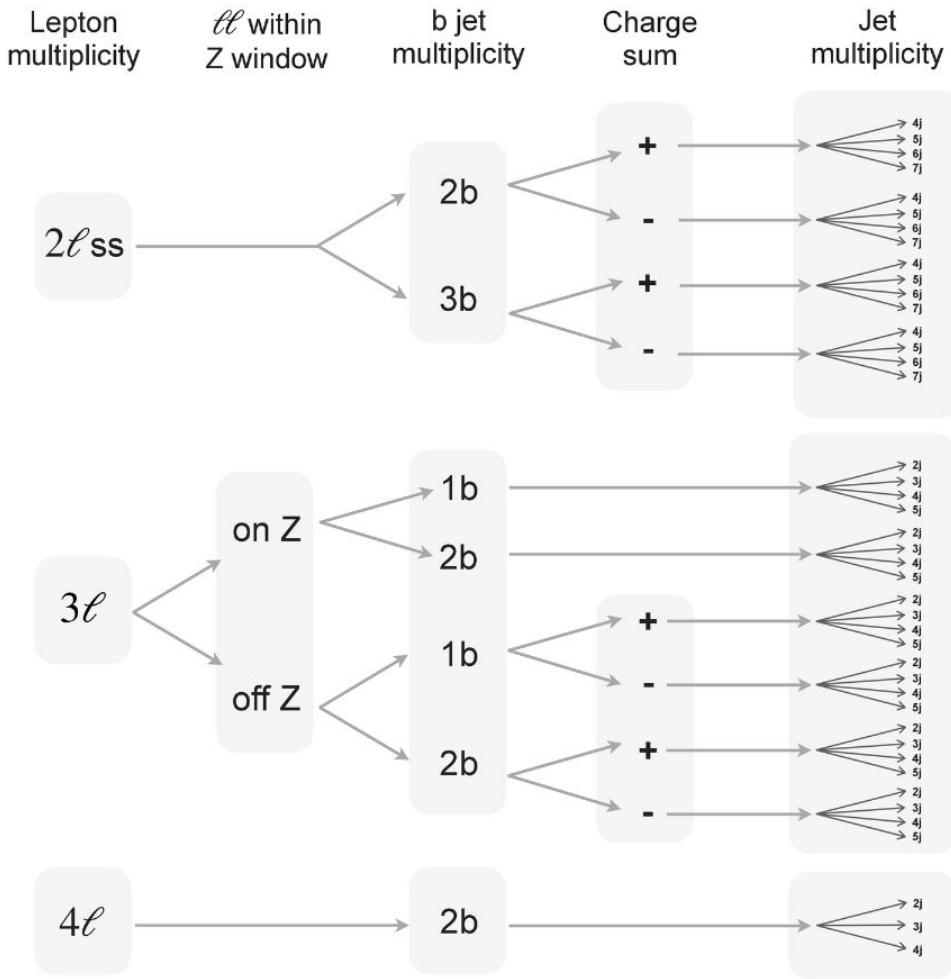 Lepton multiplicity
ℓℓ within Z window
b jet multiplicity
Charge sum
Jet multiplicity
2ℓ ss
2b
+
4j
5j
6j
7j
-
4j
5j
6j
7j
3b
+
4j
5j
6j
7j
-
4j
5j
6j
7j
3ℓ
on Z
1b
2j
3j
4j
5j
2b
2j
3j
4j
5j
off Z
1b
+
2j
3j
4j
5j
-
2j
3j
4j
5j
2b
+
2j
3j
4j
5j
-
2j
3j
4j
5j
4ℓ
2b
2j
3j
4j